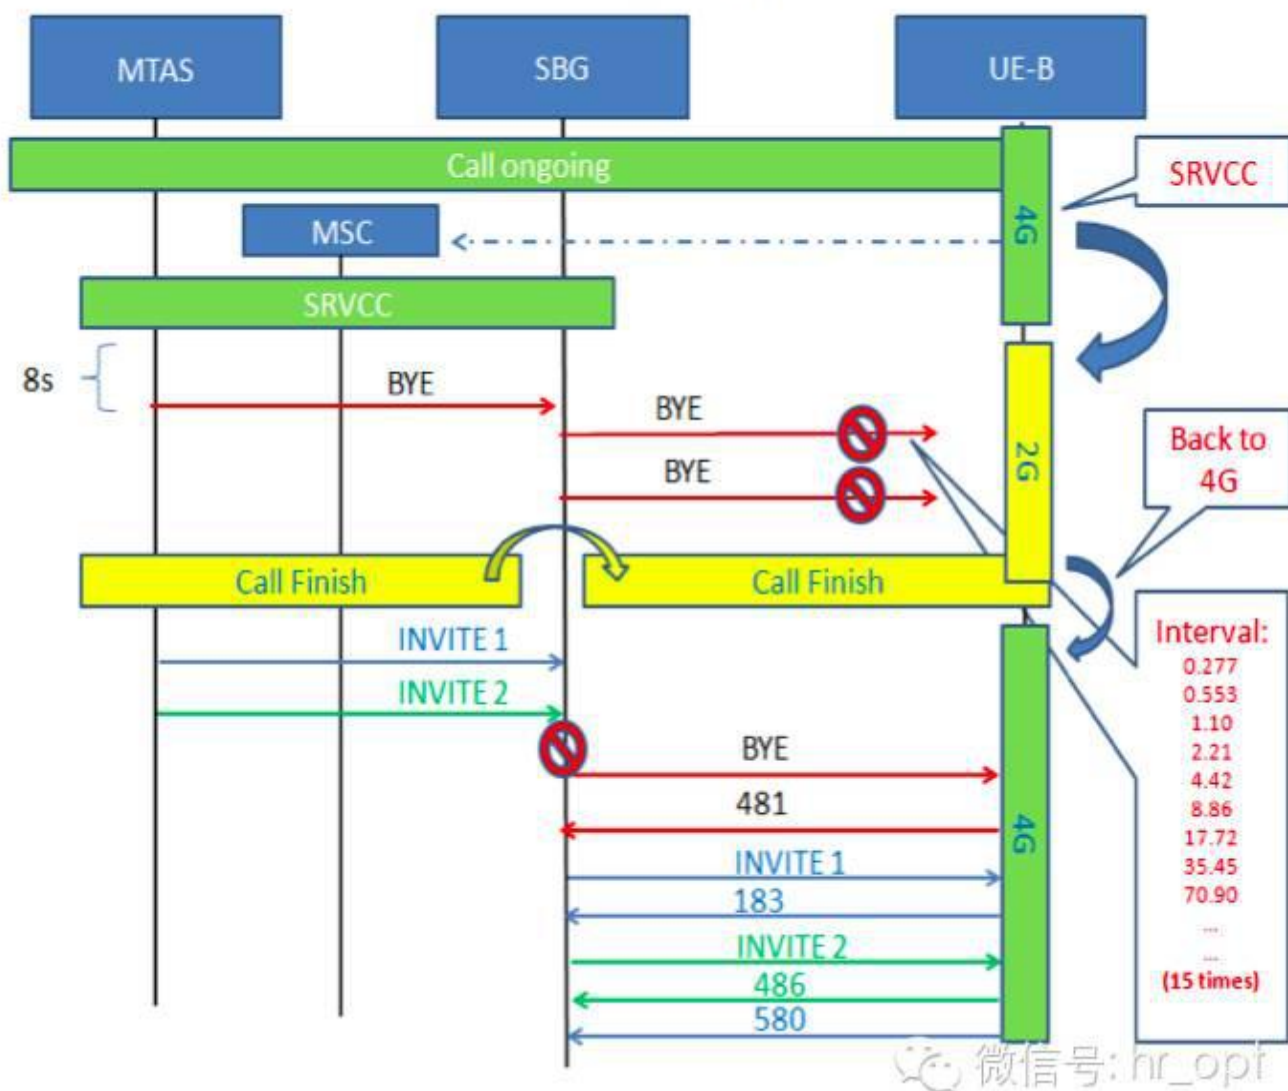 MTAS
SBG
UE-B
Call ongoing
SRVCC
4G
MSC
SRVCC
8s
BYE
BYE
BYE
2G
Back to
4G
Call Finish
Call Finish
INVITE 1
INVITE 2
BYE
481
INVITE 1
183
INVITE 2
486
580
4G
Interval:
0.277
0.553
1.10
2.21
4.42
8.86
17.72
35.45
70.90
...
...
(15 times)
微信号: hr_opt